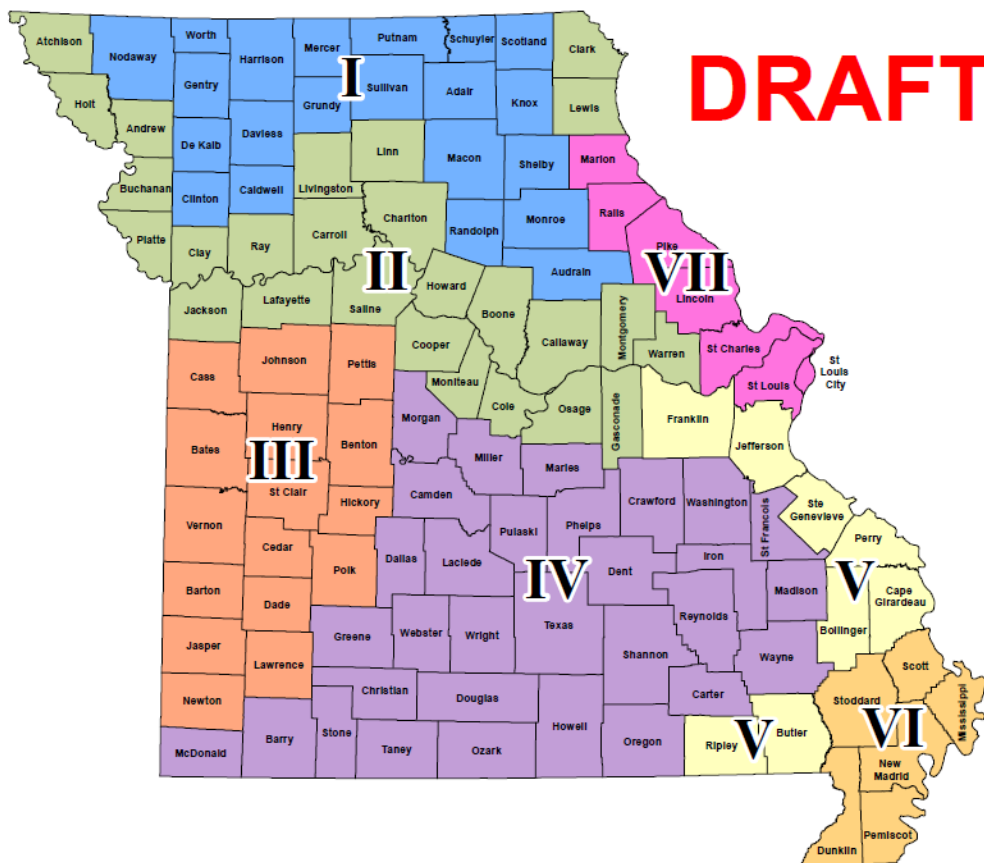 DRAFT
Atchison
Nodaway
Worth
Harrison
Mercer
Putnam
Schuyler
Scotland
Clark
Holt
Gentry
I
Grundy
Sullivan
Adair
Knox
Lewis
Andrew
De Kalb
Daviess
Linn
Macon
Shelby
Marion
Buchanan
Clinton
Caldwell
Livingston
Chariton
Randolph
Monroe
Ralls
Platte
Clay
Ray
Carroll
Audrain
Pike
VII
Lincoln
II
Jackson
Lafayette
Saline
Howard
Boone
Callaway
Montgomery
Warren
St Charles
St Louis
St
Louis
City
Cass
Johnson
Pettis
Cooper
Moniteau
Cole
Osage
Gasconade
Franklin
Jefferson
Bates
Henry
III
St Clair
Benton
Morgan
Miller
Maries
Hickory
Camden
Pulaski
Phelps
Crawford
Washington
St Francois
Ste
Genevieve
Perry
Vernon
Cedar
Polk
Dallas
Laclede
IV
Dent
Iron
Madison
V
Cape
Girardeau
Bollinger
Barton
Dade
Greene
Webster
Wright
Texas
Reynolds
Shannon
Wayne
Jasper
Lawrence
Christian
Douglas
Carter
Scott
Stoddard
Mississippi
VI
Newton
McDonald
Barry
Stone
Taney
Ozark
Howell
Oregon
Ripley
V
Butler
New
Madrid
Pemiscot
Dunklin